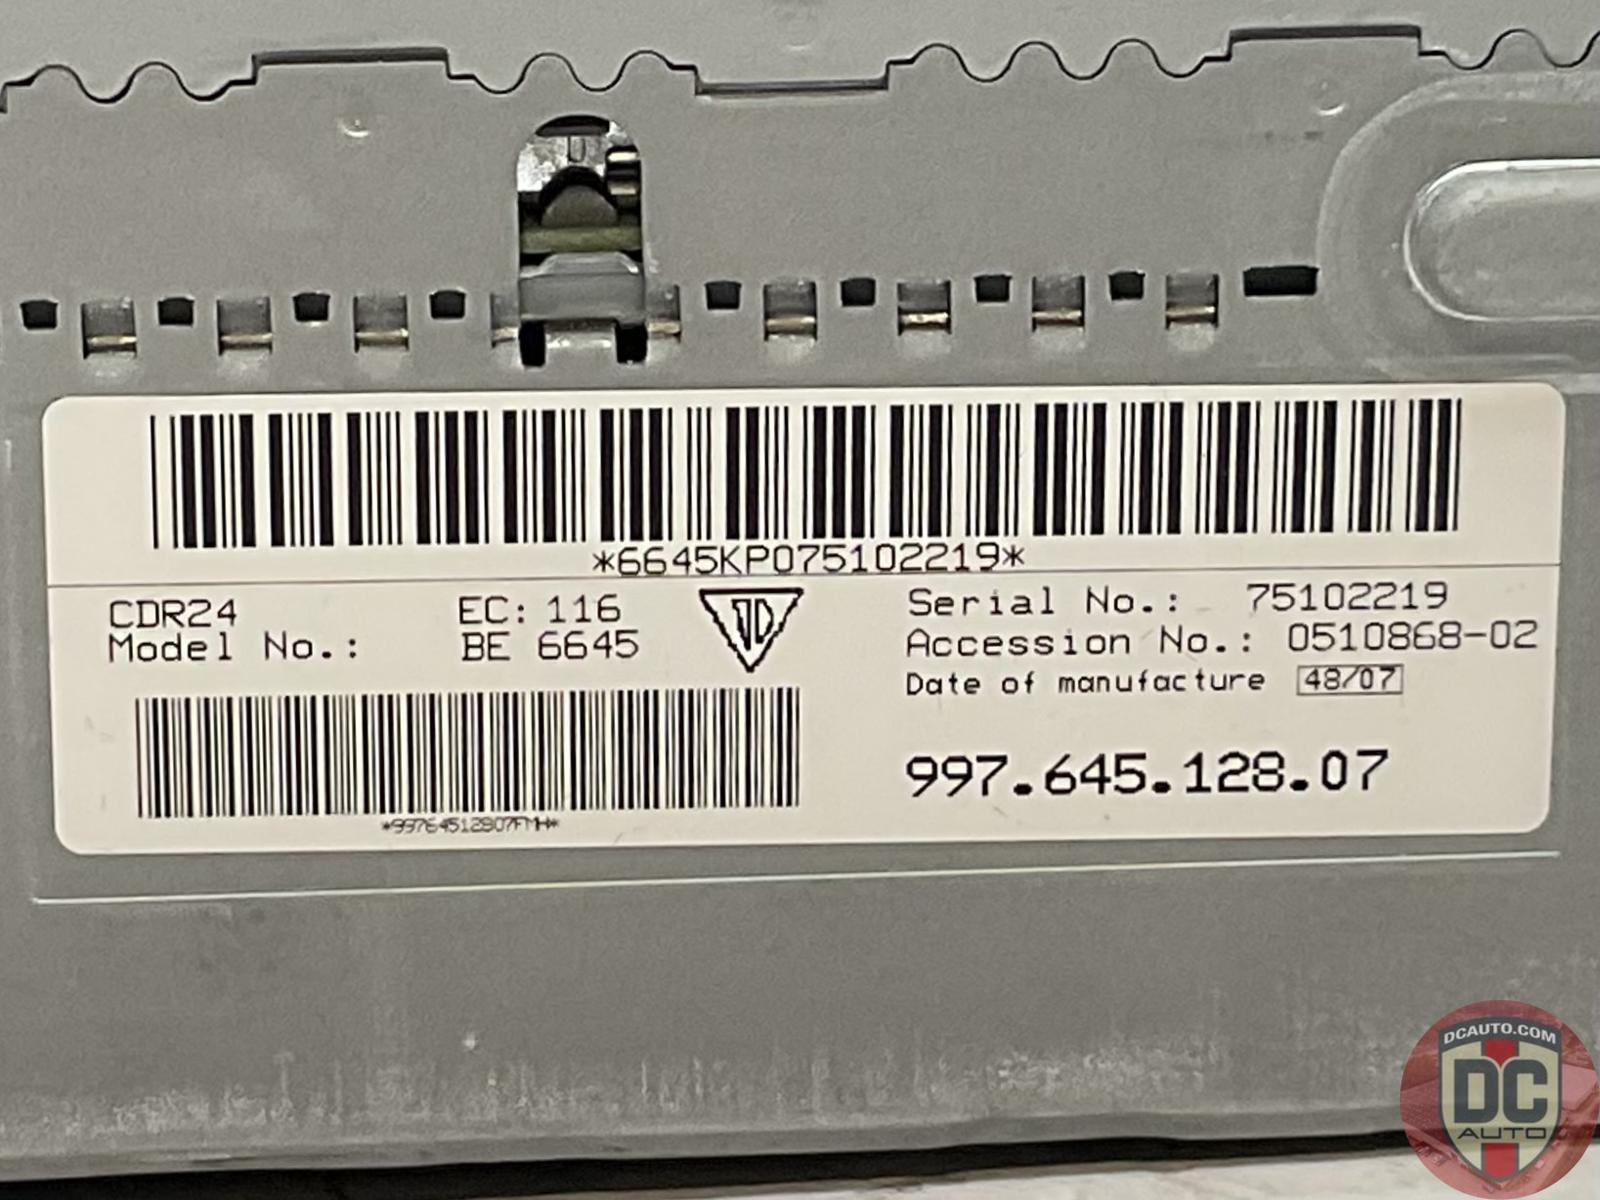 *6645KP075102219*
CDR24 EC: 116
Model No.: BE 6645
Serial No.: 75102219
Accession No.: 0510868-02
Date of manufacture 48/07
*99764512807FMH*
997.645.128.07
DCAUTO.COM
DC
AUTO